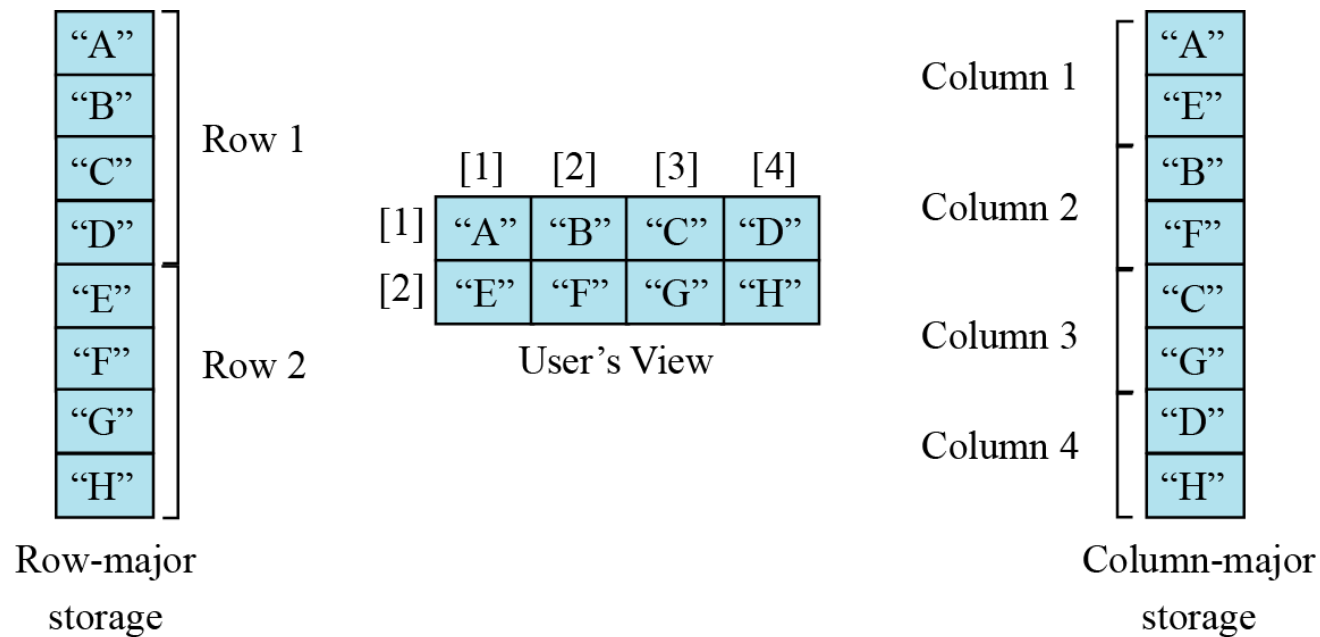 “A”
“B”
“C”
“D”
“E”
“F”
“G”
“H”
Row 1
Row 2
Row-major
storage
[1] [2] [3] [4]
[1] “A” “B” “C” “D”
[2] “E” “F” “G” “H”
User’s View
Column 1
Column 2
Column 3
Column 4
“A”
“E”
“B”
“F”
“C”
“G”
“D”
“H”
Column-major
storage